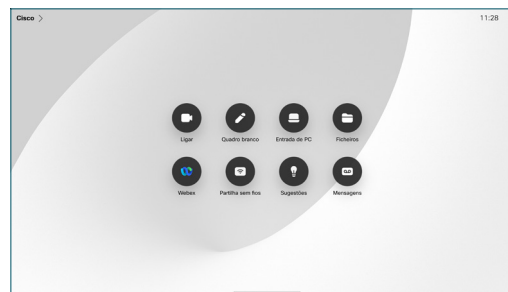 Cisco
11:28
Ligar
Quadro branco
Entrada de PC
Ficheiros
Webex
Partilha sem fios
Sugestões
Mensagens